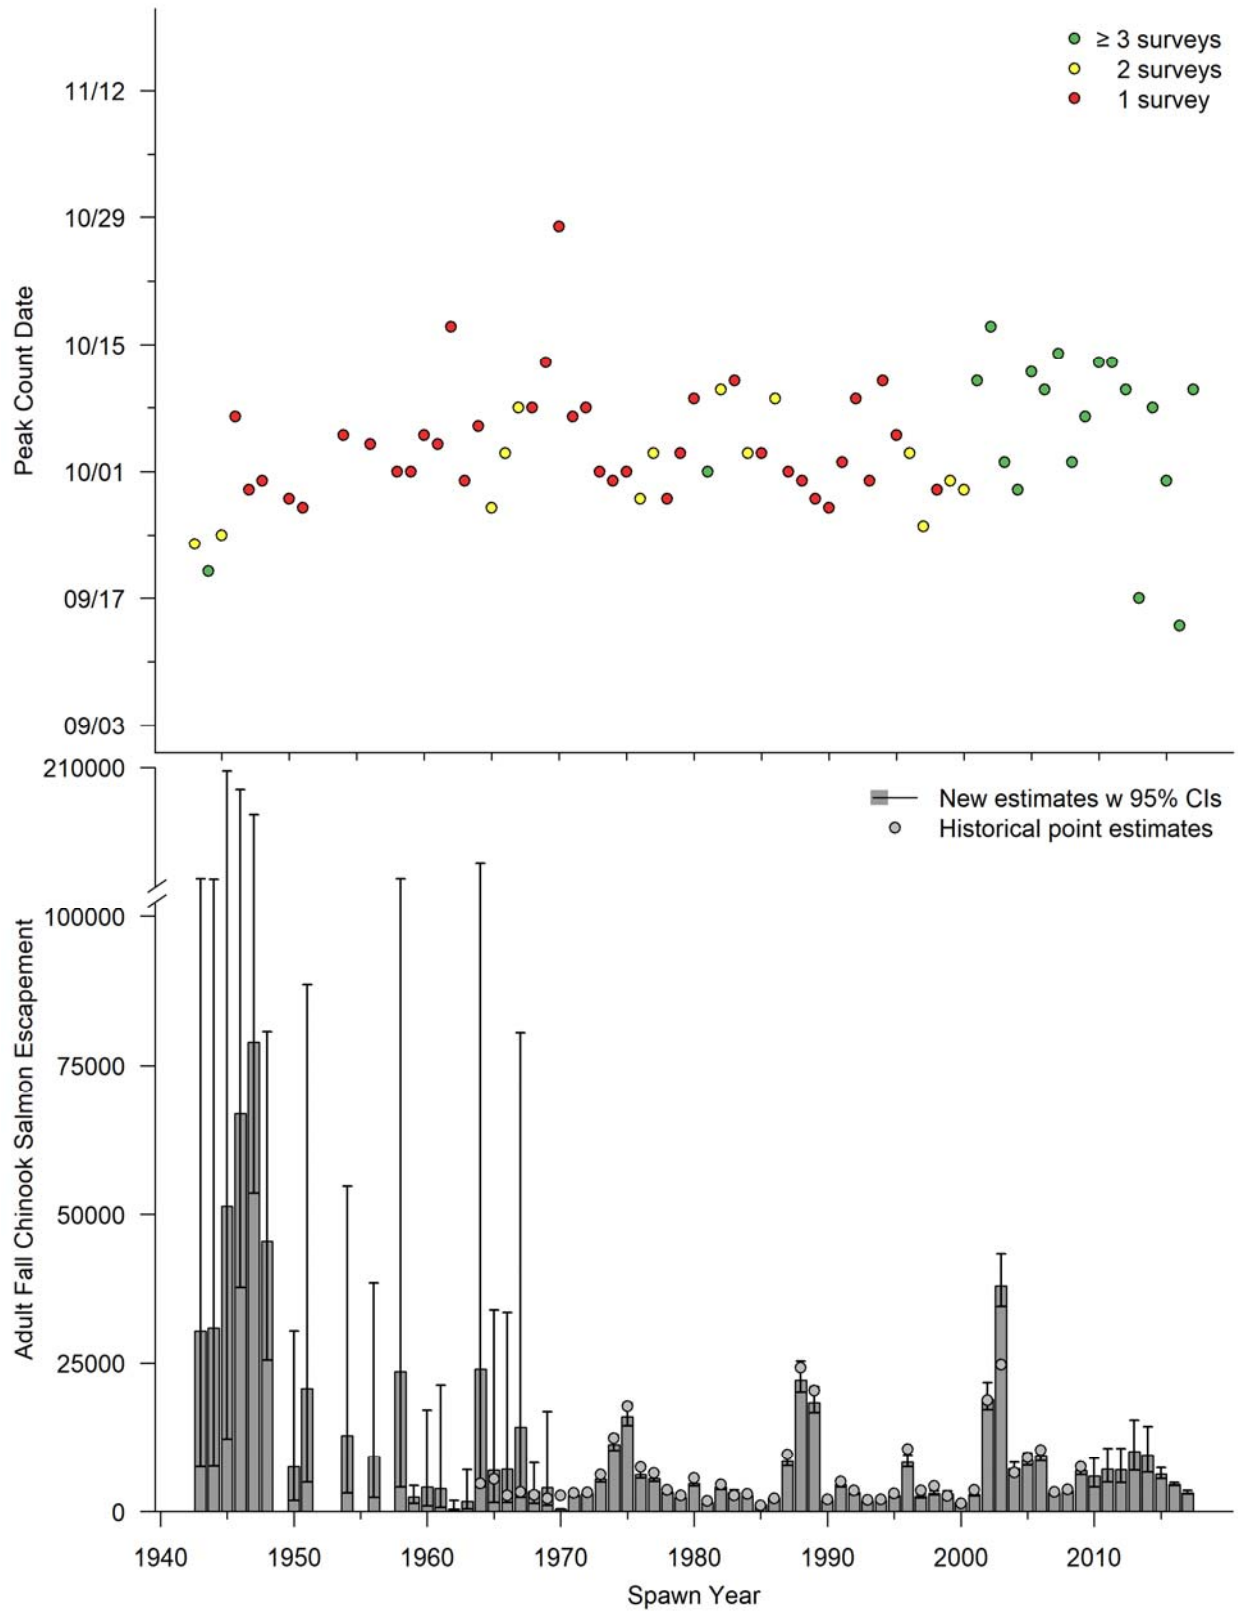 ≥ 3 surveys
2 surveys
1 survey
11/12
10/29
10/15
10/01
09/17
09/03
Peak Count Date
210000
100000
75000
50000
25000
0
Adult Fall Chinook Salmon Escapement
New estimates w 95% CIs
Historical point estimates
1940 1950 1960 1970 1980 1990 2000 2010
Spawn Year